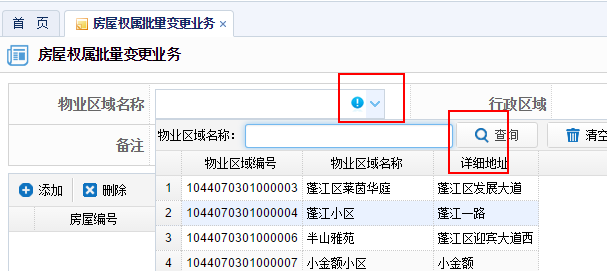 首 页 房屋权属批量变更业务 ×
房屋权属批量变更业务
物业区域名称 行政区域
物业区域名称: 查询 清空
备注
物业区域编号 物业区域名称 详细地址
添加 删除
1 1044070301000003 蓬江区莱茵华庭 蓬江区发展大道
房屋编号
2 1044070301000004 蓬江小区 蓬江一路
3 1044070301000006 半山雅苑 蓬江区迎宾大道西
4 1044070301000007 小金额小区 小金额